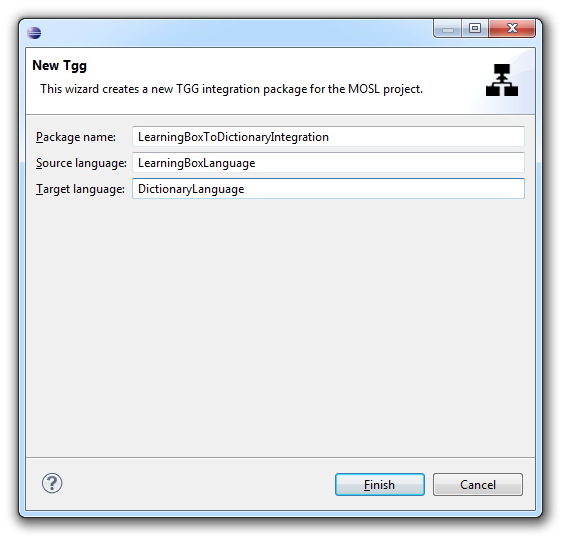 New Tgg
This wizard creates a new TGG integration package for the MOSL project.
Package name: LearningBoxToDictionaryIntegration
Source language: LearningBoxLanguage
Target language: DictionaryLanguage
? Finish Cancel